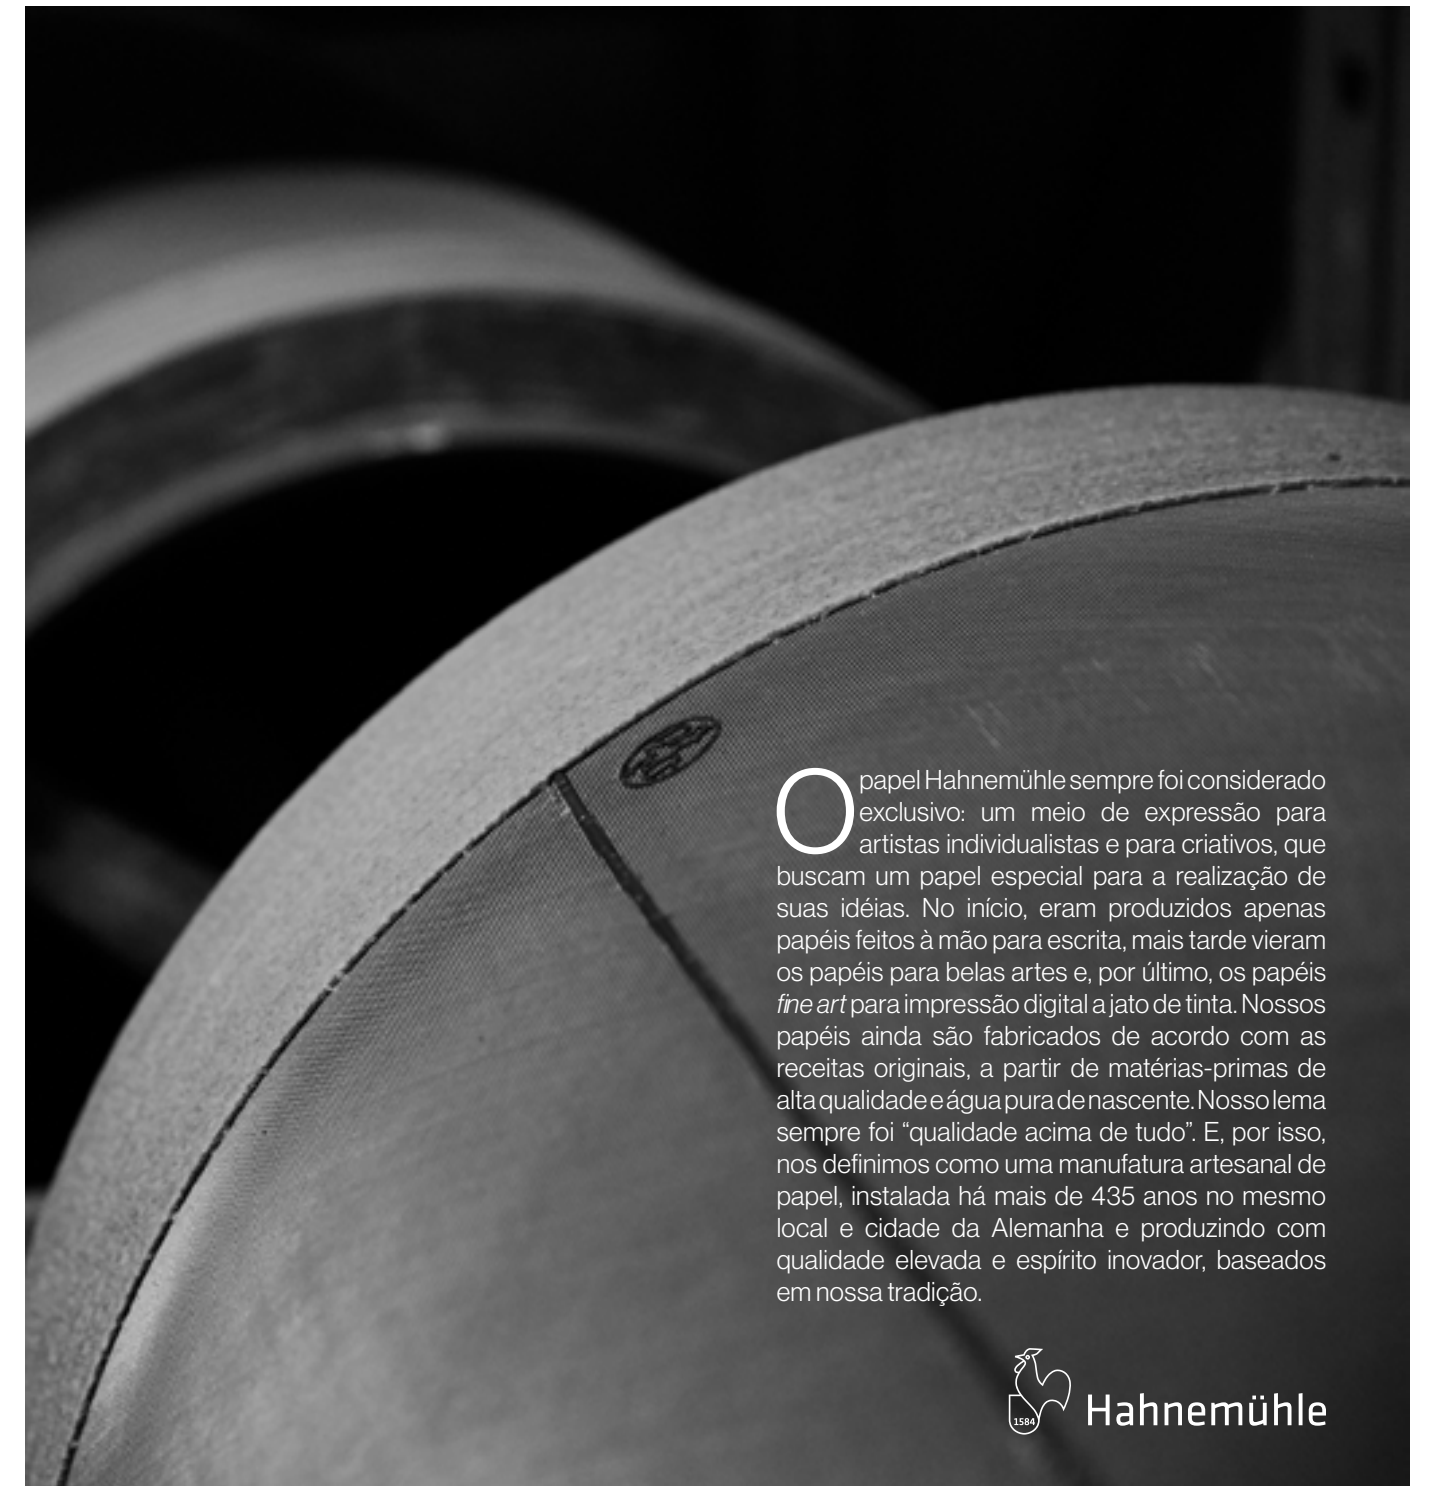 O papel Hahnemühle sempre foi considerado
exclusivo: um meio de expressão para
artistas individualistas e para criativos, que
buscam um papel especial para a realização de
suas idéias. No início, eram produzidos apenas
papéis feitos à mão para escrita, mais tarde vieram
os papéis para belas artes e, por último, os papéis
fine art para impressão digital a jato de tinta. Nossos
papéis ainda são fabricados de acordo com as
receitas originais, a partir de matérias-primas de
alta qualidade e água pura de nascente. Nosso lema
sempre foi “qualidade acima de tudo”. E, por isso,
nos definimos como uma manufatura artesanal de
papel, instalada há mais de 435 anos no mesmo
local e cidade da Alemanha e produzindo com
qualidade elevada e espírito inovador, baseados
em nossa tradição.
1584
Hahnemühle